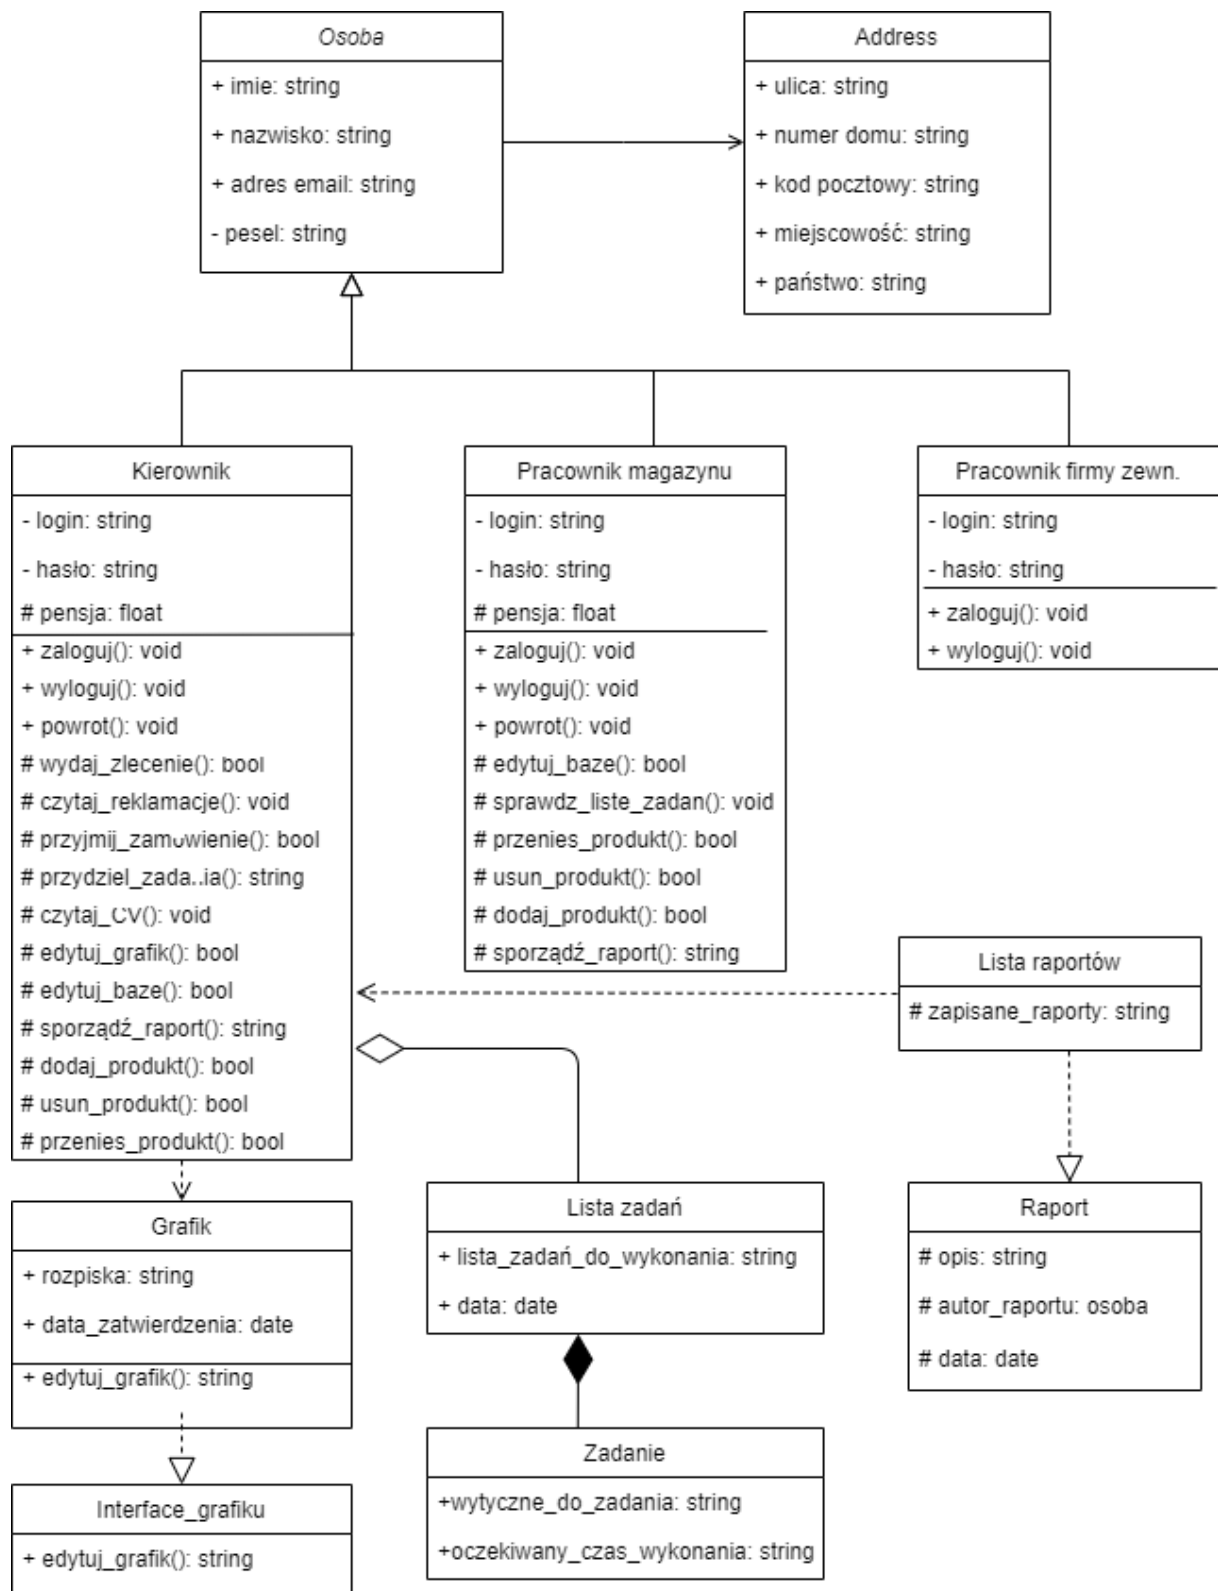 Osoba
+ imie: string
+ nazwisko: string
+ adres email: string
- pesel: string
Address
+ ulica: string
+ numer domu: string
+ kod pocztowy: string
+ miejscowość: string
+ państwo: string
Kierownik
- login: string
- hasło: string
# pensja: float
+ zaloguj(): void
+ wyloguj(): void
+ powrot(): void
# wydaj_zlecenie(): bool
# czytaj_reklamacje(): void
# przyjmij_zamowienie(): bool
# przydziel_zadania(): string
# czytaj_CV(): void
# edytuj_grafik(): bool
# edytuj_baze(): bool
# sporządź_raport(): string
# dodaj_produkt(): bool
# usun_produkt(): bool
# przenies_produkt(): bool
Pracownik magazynu
- login: string
- hasło: string
# pensja: float
+ zaloguj(): void
+ wyloguj(): void
+ powrot(): void
# edytuj_baze(): bool
# sprawdz_liste_zadan(): void
# przenies_produkt(): bool
# usun_produkt(): bool
# dodaj_produkt(): bool
# sporządź_raport(): string
Pracownik firmy zewn.
- login: string
- hasło: string
+ zaloguj(): void
+ wyloguj(): void
Lista raportów
# zapisane_raporty: string
Grafik
+ rozpiska: string
+ data_zatwierdzenia: date
+ edytuj_grafik(): string
Lista zadań
+ lista_zadań_do_wykonania: string
+ data: date
Raport
# opis: string
# autor_raportu: osoba
# data: date
Interface_grafiku
+ edytuj_grafik(): string
Zadanie
+wytyczne_do_zadania: string
+oczekiwany_czas_wykonania: string